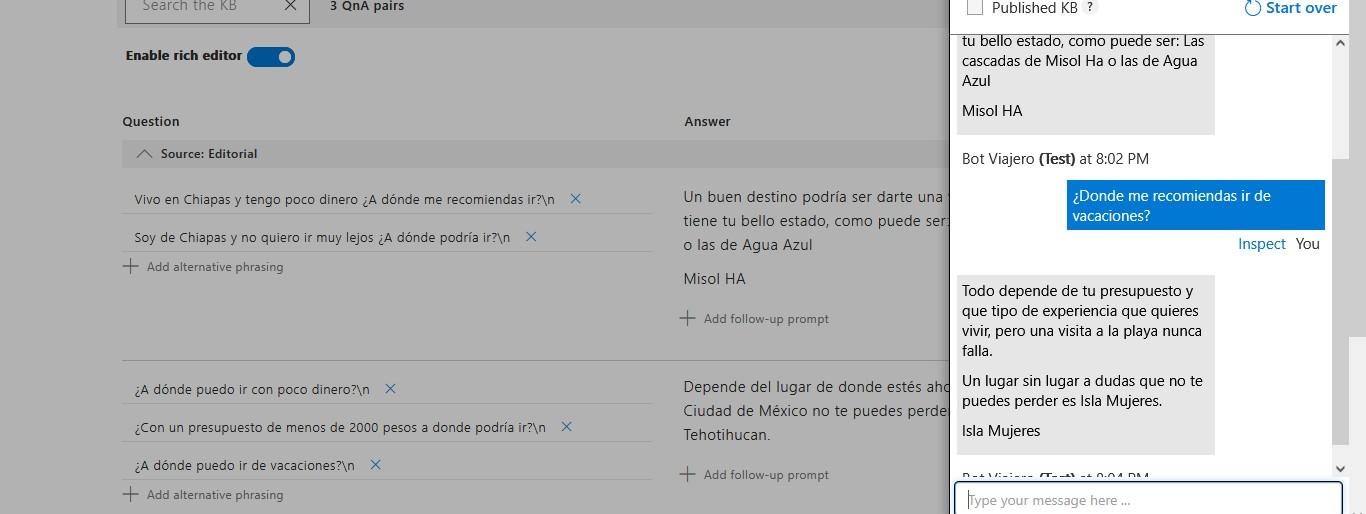 Search the KB
3 QnA pairs
Enable rich editor
Question
Answer
Source: Editorial
Vivo en Chiapas y tengo poco dinero ¿A dónde me recomiendas ir?\n
Soy de Chiapas y no quiero ir muy lejos ¿A dónde podría ir?\n
Add alternative phrasing
Un buen destino podría ser darte una
tiene tu bello estado, como puede ser:
o las de Agua Azul
Misol HA
Add follow-up prompt
¿A dónde puedo ir con poco dinero?\n
¿Con un presupuesto de menos de 2000 pesos a donde podría ir?\n
¿A dónde puedo ir de vacaciones?\n
Add alternative phrasing
Depende del lugar de donde estés
Ciudad de México no te puedes
Tehotihucan.
Add follow-up prompt
Published KB ?
Start over
tu bello estado, como puede ser: Las
cascadas de Misol Ha o las de Agua
Azul
Misol HA
Bot Viajero (Test) at 8:02 PM
¿Donde me recomiendas ir de
vacaciones?
Inspect You
Todo depende de tu presupuesto y
que tipo de experiencia que quieres
vivir, pero una visita a la playa nunca
falla.
Un lugar sin lugar a dudas que no te
puedes perder es Isla Mujeres.
Isla Mujeres
Bot Viajero (Test) at 8:04 PM
Type your message here ...